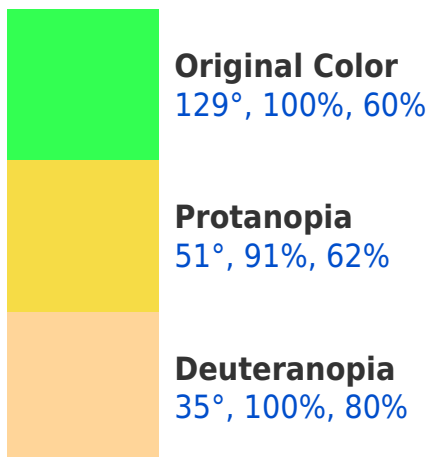 Original Color
129°, 100%, 60%
Protanopia
51°, 91%, 62%
Deuteranopia
35°, 100%, 80%